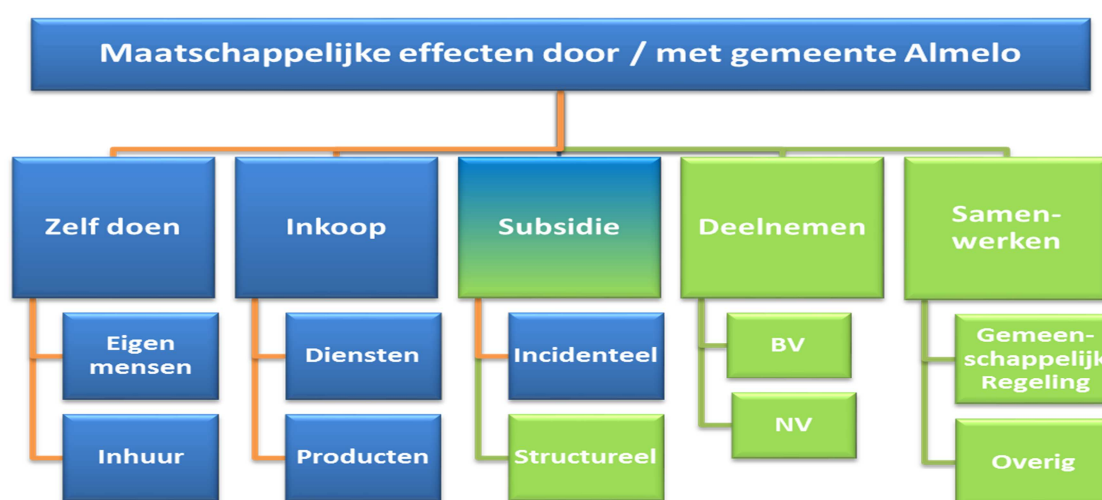 Maatschappelijke effecten door / met gemeente Almelo
Zelf doen
Eigen
mensen
Inhuur
Inkoop
Diensten
Producten
Subsidie
Incidenteel
Structureel
Deelnemen
BV
NV
Samen-
werken
Gemeen-
schappelijk
Regeling
Overig